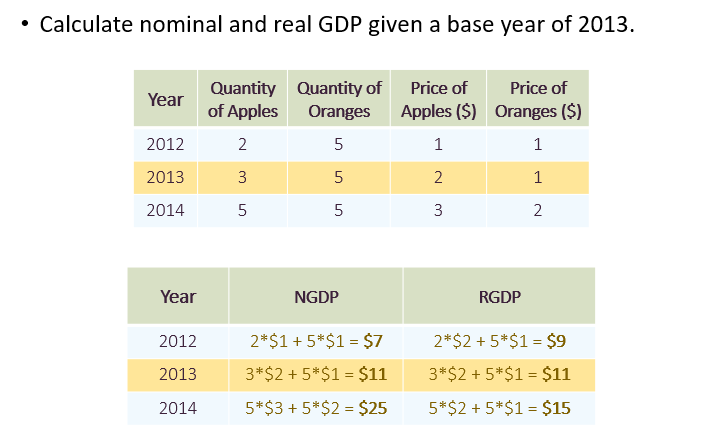 • Calculate nominal and real GDP given a base year of 2013.
Year Quantity of Apples Quantity of Oranges Price of Apples ($) Price of Oranges ($)
2012 2 5 1 1
2013 3 5 2 1
2014 5 5 3 2
Year NGDP RGDP
2012 2*$1 + 5*$1 = $7 2*$2 + 5*$1 = $9
2013 3*$2 + 5*$1 = $11 3*$2 + 5*$1 = $11
2014 5*$3 + 5*$2 = $25 5*$2 + 5*$1 = $15